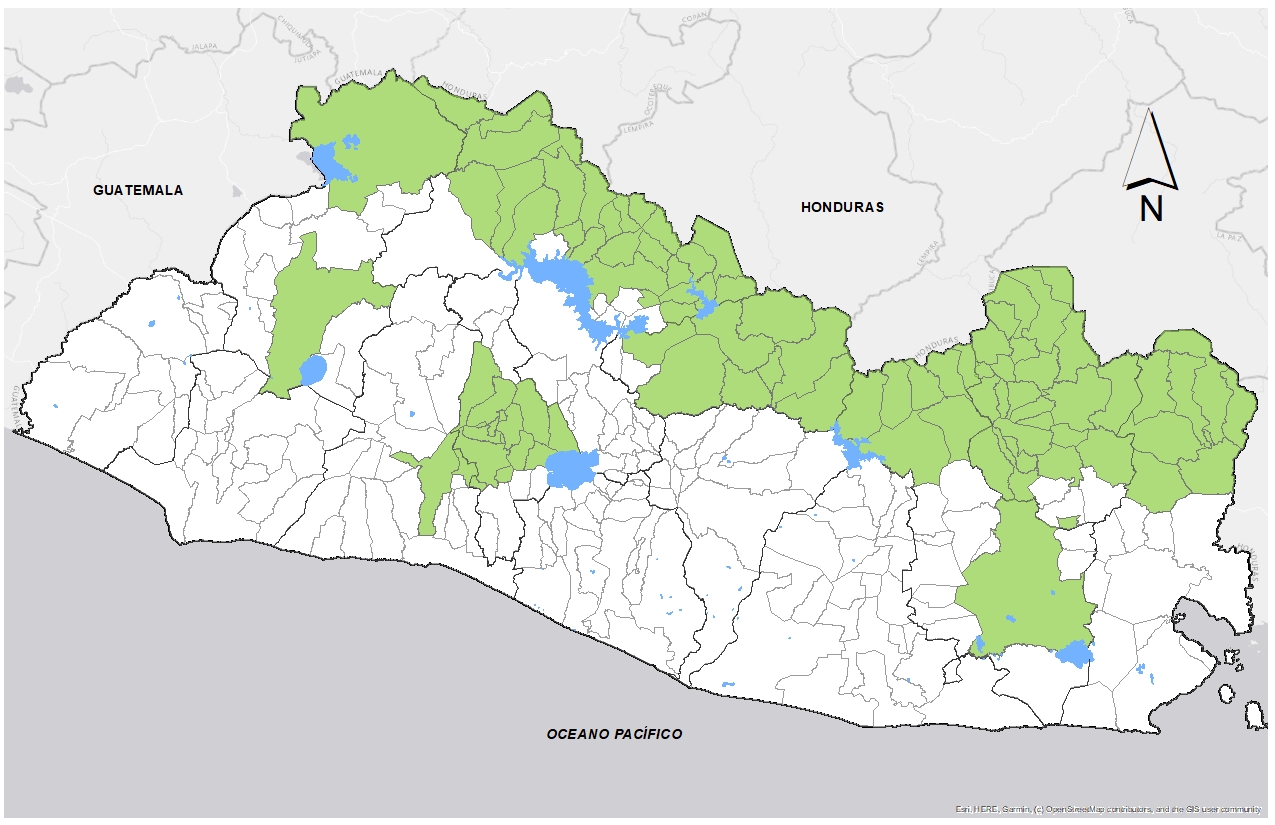 COPÁN
CHIQUIMULA
JALAPA
JUTIAPA
GUATEMALA
HONDURAS
OCOTEPEQUE
LEMPIRA
GUATEMALA
HONDURAS
N
LA PAZ
LEMPIRA
HONDURAS
OCEANO PACÍFICO
Esri, HERE, Garmin, (c) OpenStreetMap contributors, and the GIS user community